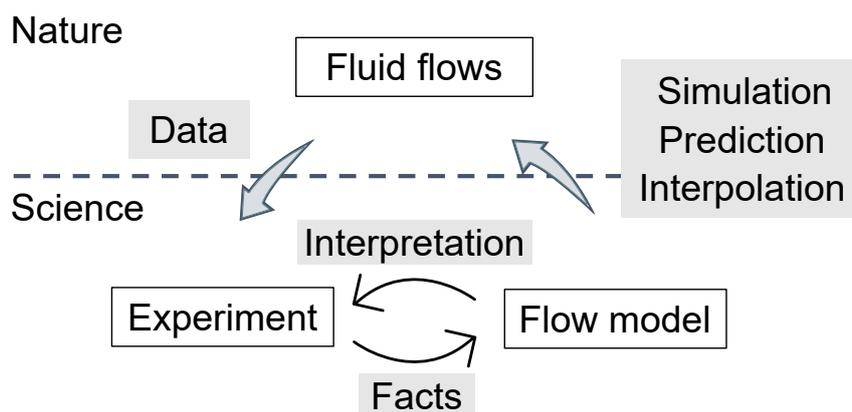 Nature
Fluid flows
Data
Simulation
Prediction
Interpolation
Science
Interpretation
Experiment
Flow model
Facts